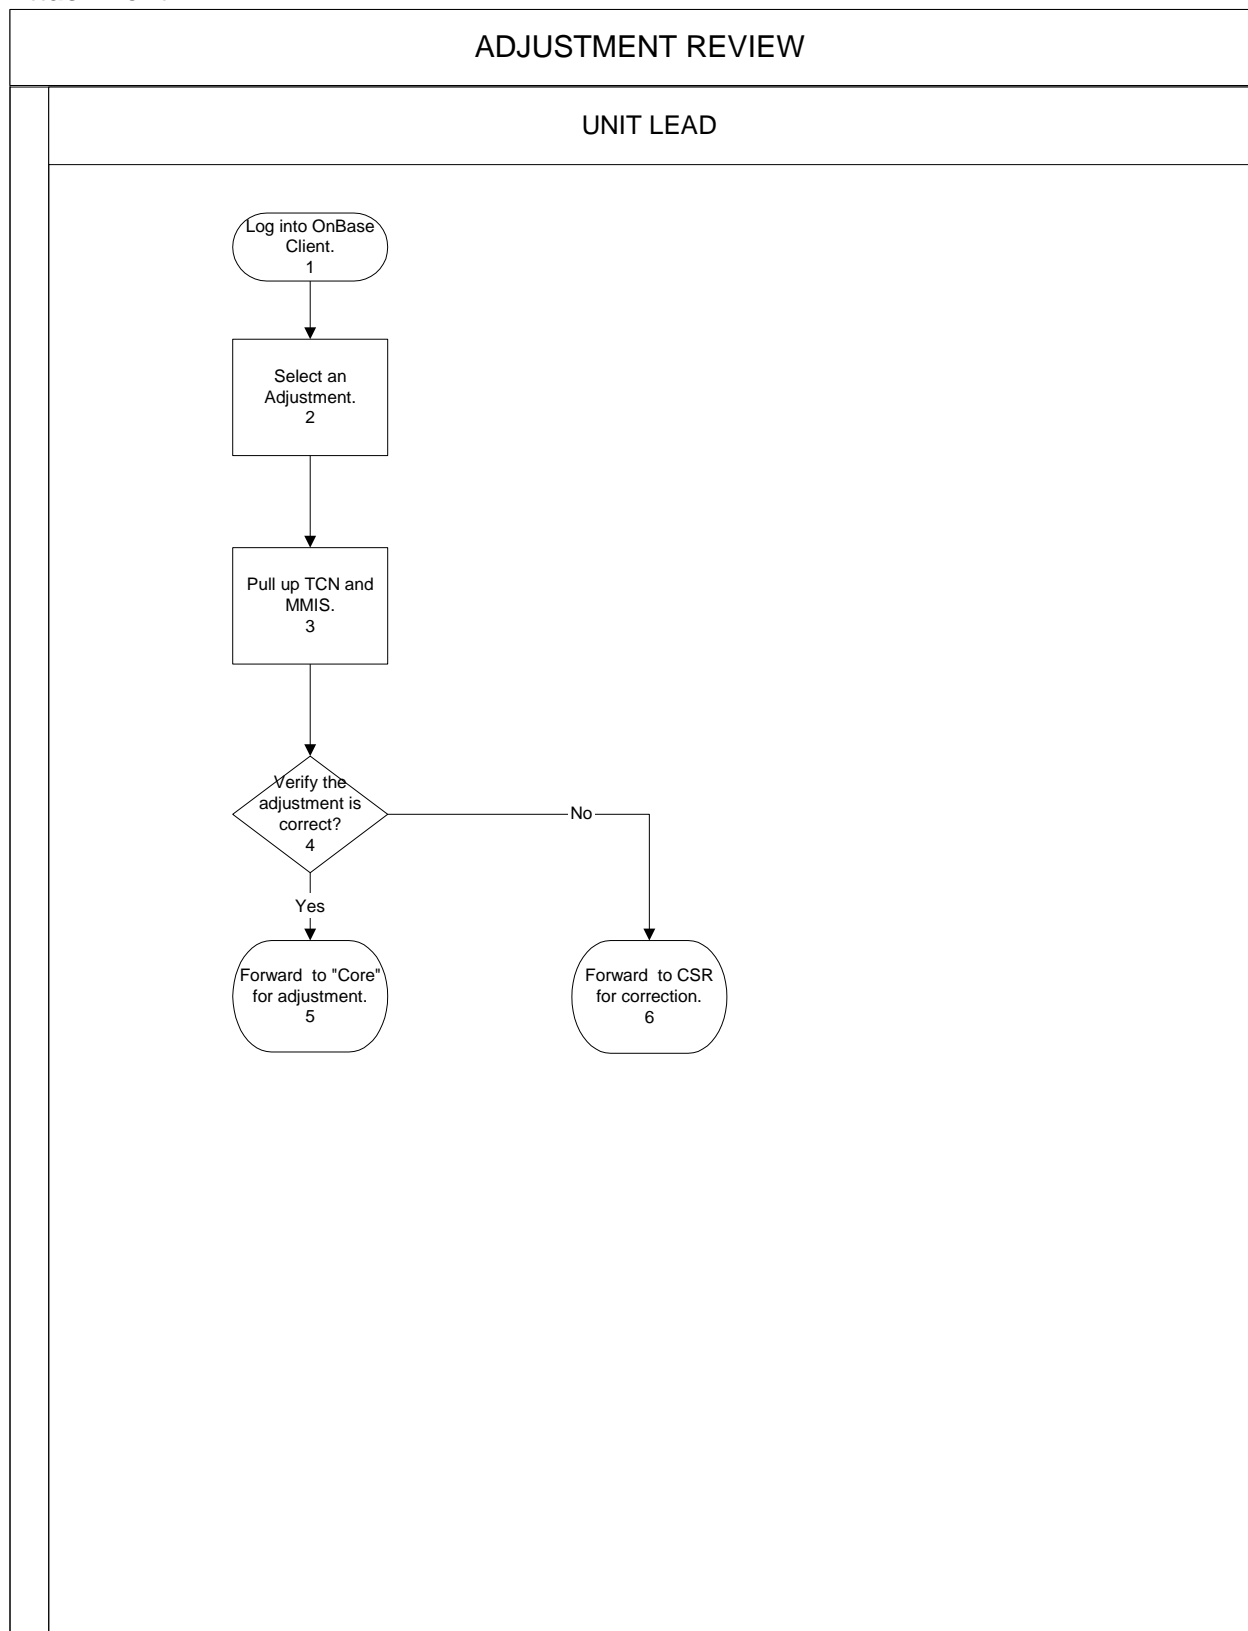 ADJUSTMENT REVIEW
UNIT LEAD
Log into OnBase
Client.
1
Select an
Adjustment.
2
Pull up TCN and
MMIS.
3
Verify the
adjustment is
correct?
4
No
Yes
Forward  to "Core"
for adjustment.
5
Forward  to CSR
for correction.
6